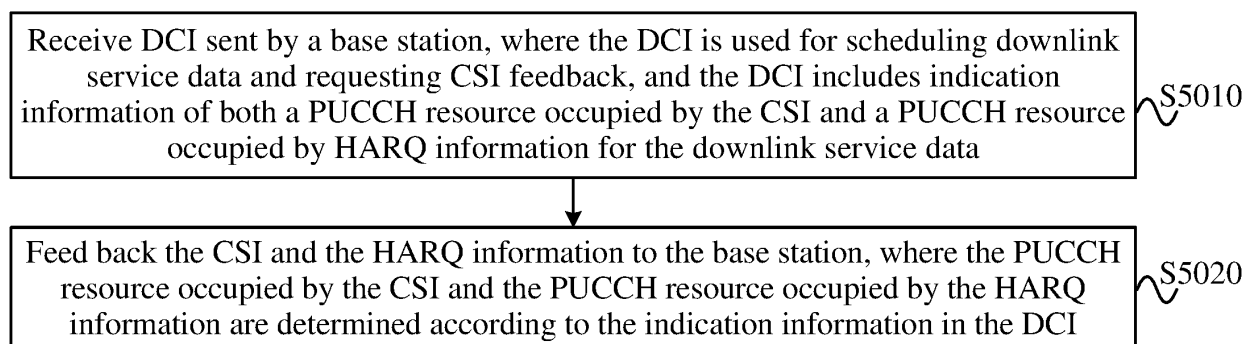 Receive DCI sent by a base station, where the DCI is used for scheduling downlink
service data and requesting CSI feedback, and the DCI includes indication
information of both a PUCCH resource occupied by the CSI and a PUCCH resource
occupied by HARQ information for the downlink service data
S5010
Feed back the CSI and the HARQ information to the base station, where the PUCCH
resource occupied by the CSI and the PUCCH resource occupied by the HARQ
information are determined according to the indication information in the DCI
S5020